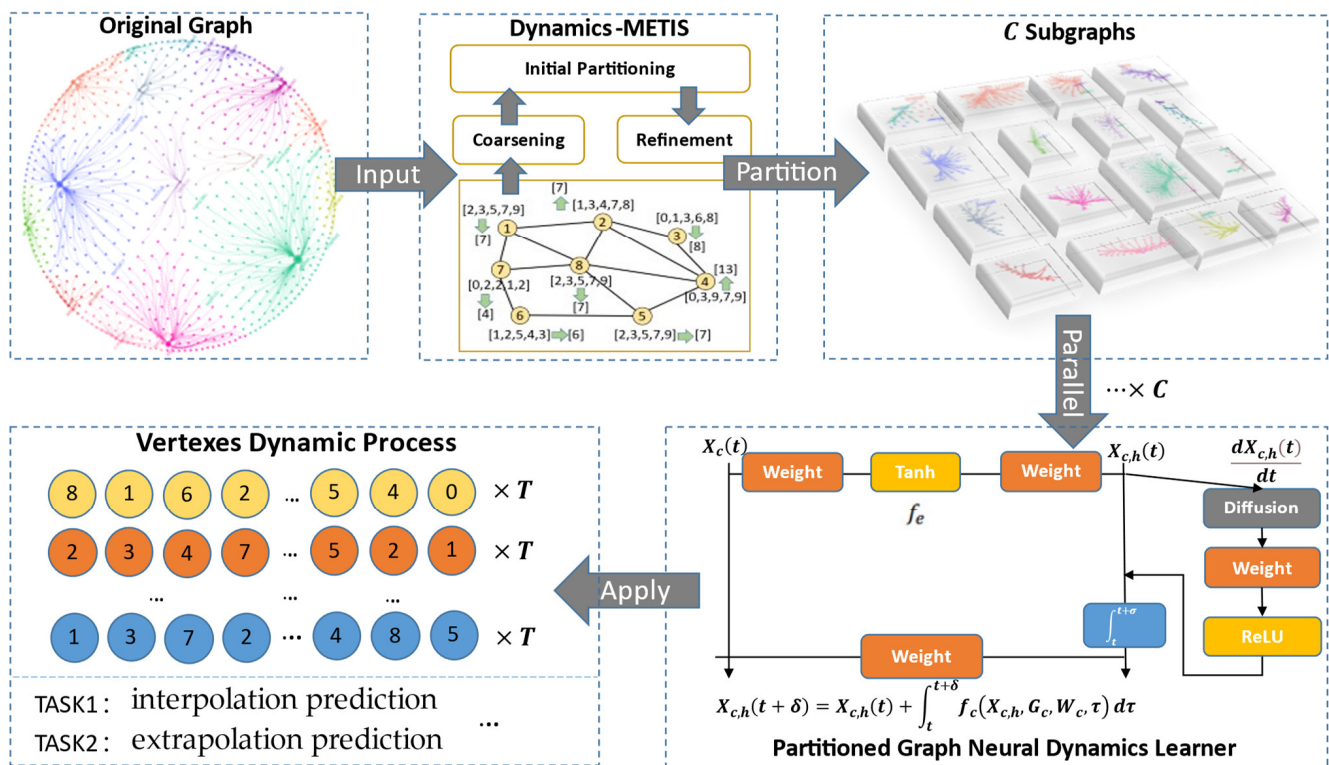 Original Graph
Input
Dynamics-METIS
Initial Partitioning
Coarsening
Refinement
[7]
[2,3,5,7,9]
[1,3,4,7,8]
[0,1,3,6,8]
1
2
3
[7]
[8]
7
8
4
[13]
[0,2,2,1,2]
[2,3,5,7,9]
[0,3,9,7,9]
[4]
[7]
6
5
[1,2,5,4,3]
[6]
[2,3,5,7,9]
[7]
Partition
C Subgraphs
Parallel
⋯× C
Vertexes Dynamic Process
8 1 6 2 ... 5 4 0 × T
2 3 4 7 ... 5 2 1 × T
... ... ...
1 3 7 2 ... 4 8 5 × T
TASK1: interpolation prediction
...
TASK2: extrapolation prediction
Apply
X_c(t)
Weight
Tanh
Weight
X_{c,h}(t)
dX_{c,h}(t)
dt
f_e
Diffusion
Weight
∫_t^{t+σ}
ReLU
Weight
X_{c,h}(t + δ) = X_{c,h}(t) + ∫_t^{t+δ} f_c(X_{c,h}, G_c, W_c, τ) dτ
Partitioned Graph Neural Dynamics Learner